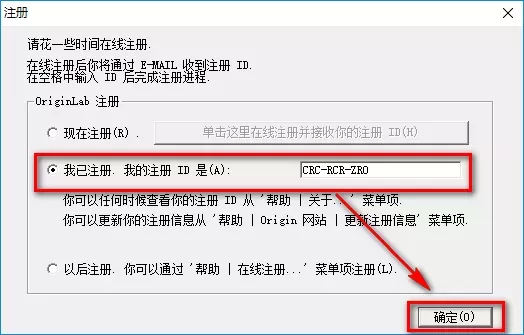 注册
请花一些时间在线注册.
在线注册后你将通过 E-MAIL 收到注册 ID.
在空格中输入 ID 后完成注册进程.
OriginLab 注册
现在注册(R) .
单击这里在线注册并接收你的注册 ID(H)
我已注册. 我的注册 ID 是(A):
CRC-RCR-ZRO
你可以任何时候查看你的注册 ID 从 '帮助 | 关于...' 菜单项.
你可以更新你的注册信息从 '帮助 | Origin 网站 | 更新注册信息' 菜单项.
以后注册. 你可以通过 '帮助 | 在线注册...' 菜单项注册(L).
确定(O)